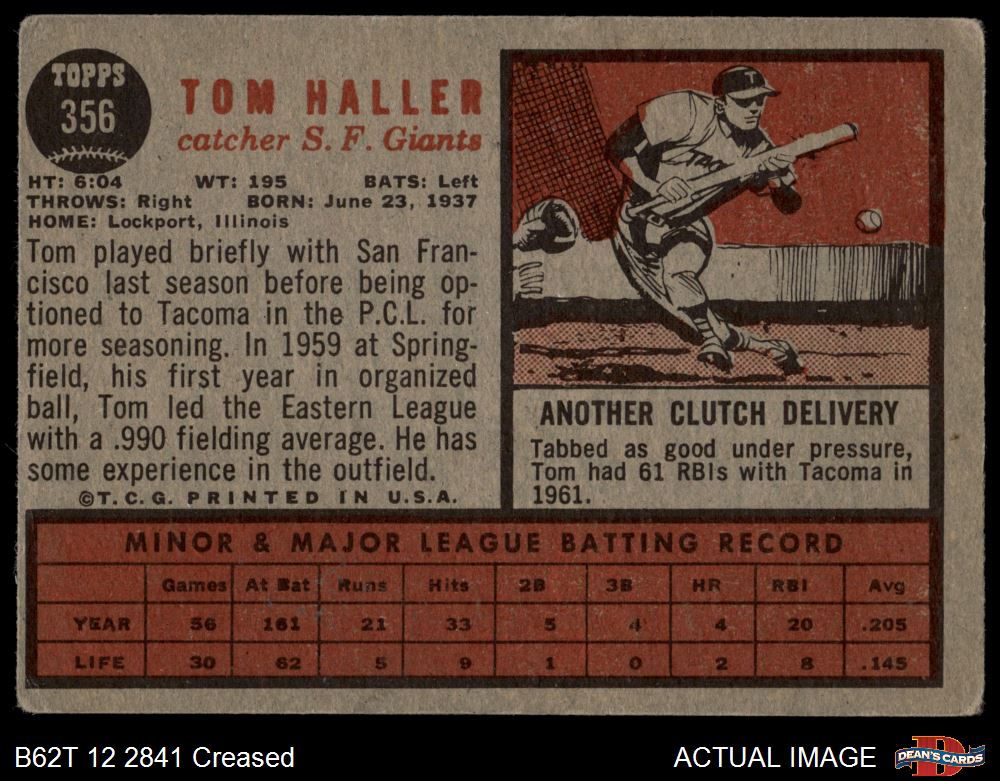 TOPPS
356
TOM HALLER
catcher S. F. Giants
HT: 6:04 WT: 195 BATS: Left
THROWS: Right BORN: June 23, 1937
HOME: Lockport, Illinois
Tom played briefly with San Fran-
cisco last season before being op-
tioned to Tacoma in the P.C.L. for
more seasoning. In 1959 at Spring-
field, his first year in organized
ball, Tom led the Eastern League
with a .990 fielding average. He has
some experience in the outfield.
©T.C.G. PRINTED IN U.S.A.
T
ANOTHER CLUTCH DELIVERY
Tabbed as good under pressure,
Tom had 61 RBIs with Tacoma in
1961.
MINOR & MAJOR LEAGUE BATTING RECORD
Games At Bat Runs Hits 2B 3B HR RBI Avg
YEAR 56 161 21 33 5 4 4 20 .205
LIFE 30 62 5 9 1 0 2 8 .145
B62T 12 2841 Creased
ACTUAL IMAGE
D
DEAN'S CARDS